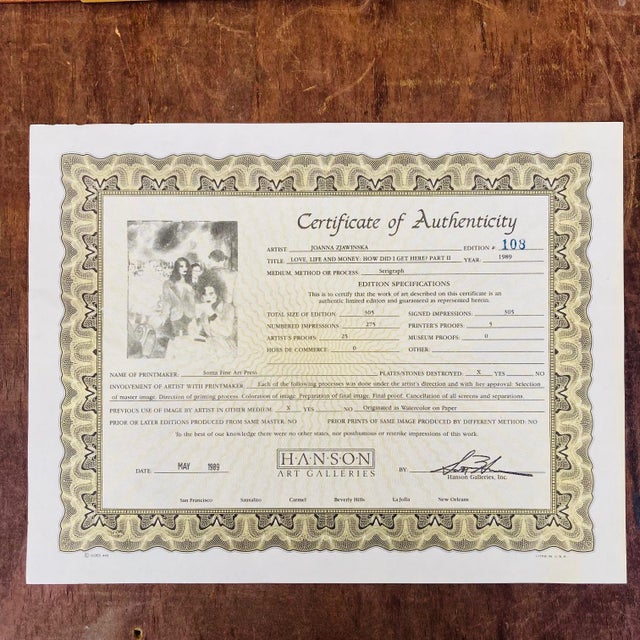 Certificate of Authenticity
ARTIST JOANNA ZJAWINSKA EDITION # 108
TITLE: LOVE, LIFE AND MONEY: HOW DID I GET HERE? PART II YEAR: 1989
MEDIUM, METHOD OR PROCESS: Serigraph
EDITION SPECIFICATIONS
This is to certify that the work of art described on this certificate is an
authentic limited edition and guaranteed as represented herein.
TOTAL SIZE OF EDITION: 305 SIGNED IMPRESSIONS: 305
NUMBERED IMPRESSIONS: 275 PRINTER'S PROOFS: 5
ARTIST'S PROOFS: 25 MUSEUM PROOFS: 0
HORS DE COMMERCE: 0 OTHER:
NAME OF PRINTMAKER: Soma Fine Art Press PLATES/STONES DESTROYED: X YES NO
INVOLVEMENT OF ARTIST WITH PRINTMAKER: Each of the following processes was done under the artist's direction and with her approval: Selection
of master image. Direction of priming process. Coloration of image. Preparation of final image. Final proof. Cancellation of all screens and separations.
PREVIOUS USE OF IMAGE BY ARTIST IN OTHER MEDIUM: X YES NO Originated in Watercolor on Paper
PRIOR OR LATER EDITIONS PRODUCED FROM SAME MASTER: NO PRIOR PRINTS OF SAME IMAGE PRODUCED BY DIFFERENT METHOD: NO
To the best of our knowledge there were no other states, nor posthumous or restrike impressions of this work.
DATE: MAY 1989 HANSON ART GALLERIES BY:
Hanson Galleries, Inc.
San Francisco Sausalito Carmel Beverly Hills La Jolla New Orleans
LITHO IN U.S.A.